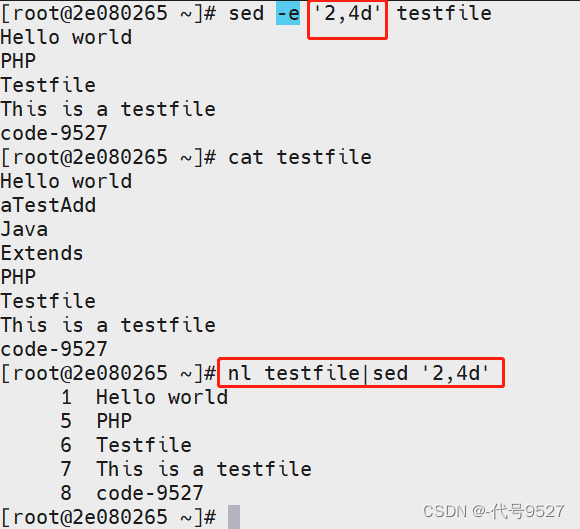 [root@2e080265 ~]# sed -e '2,4d' testfile
Hello world
PHP
Testfile
This is a testfile
code-9527
[root@2e080265 ~]# cat testfile
Hello world
aTestAdd
Java
Extends
PHP
Testfile
This is a testfile
code-9527
[root@2e080265 ~]# nl testfile|sed '2,4d'
     1  Hello world
     5  PHP
     6  Testfile
     7  This is a testfile
     8  code-9527
[root@2e080265 ~]#
CSDN @-代号9527